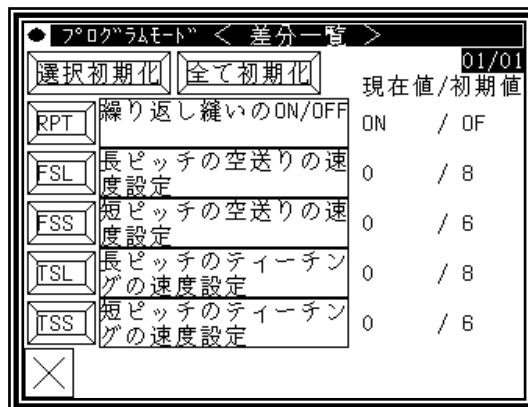 プログラムモード < 差分一覧 >
01/01
選択初期化 全て初期化
現在値/初期値
RPT 繰り返し縫いのON/OFF ON / OF
FSL 長ピッチの空送りの速
度設定 0 / 8
FSS 短ピッチの空送りの速
度設定 0 / 6
TSL 長ピッチのティーチン
グの速度設定 0 / 8
TSS 短ピッチのティーチン
グの速度設定 0 / 6